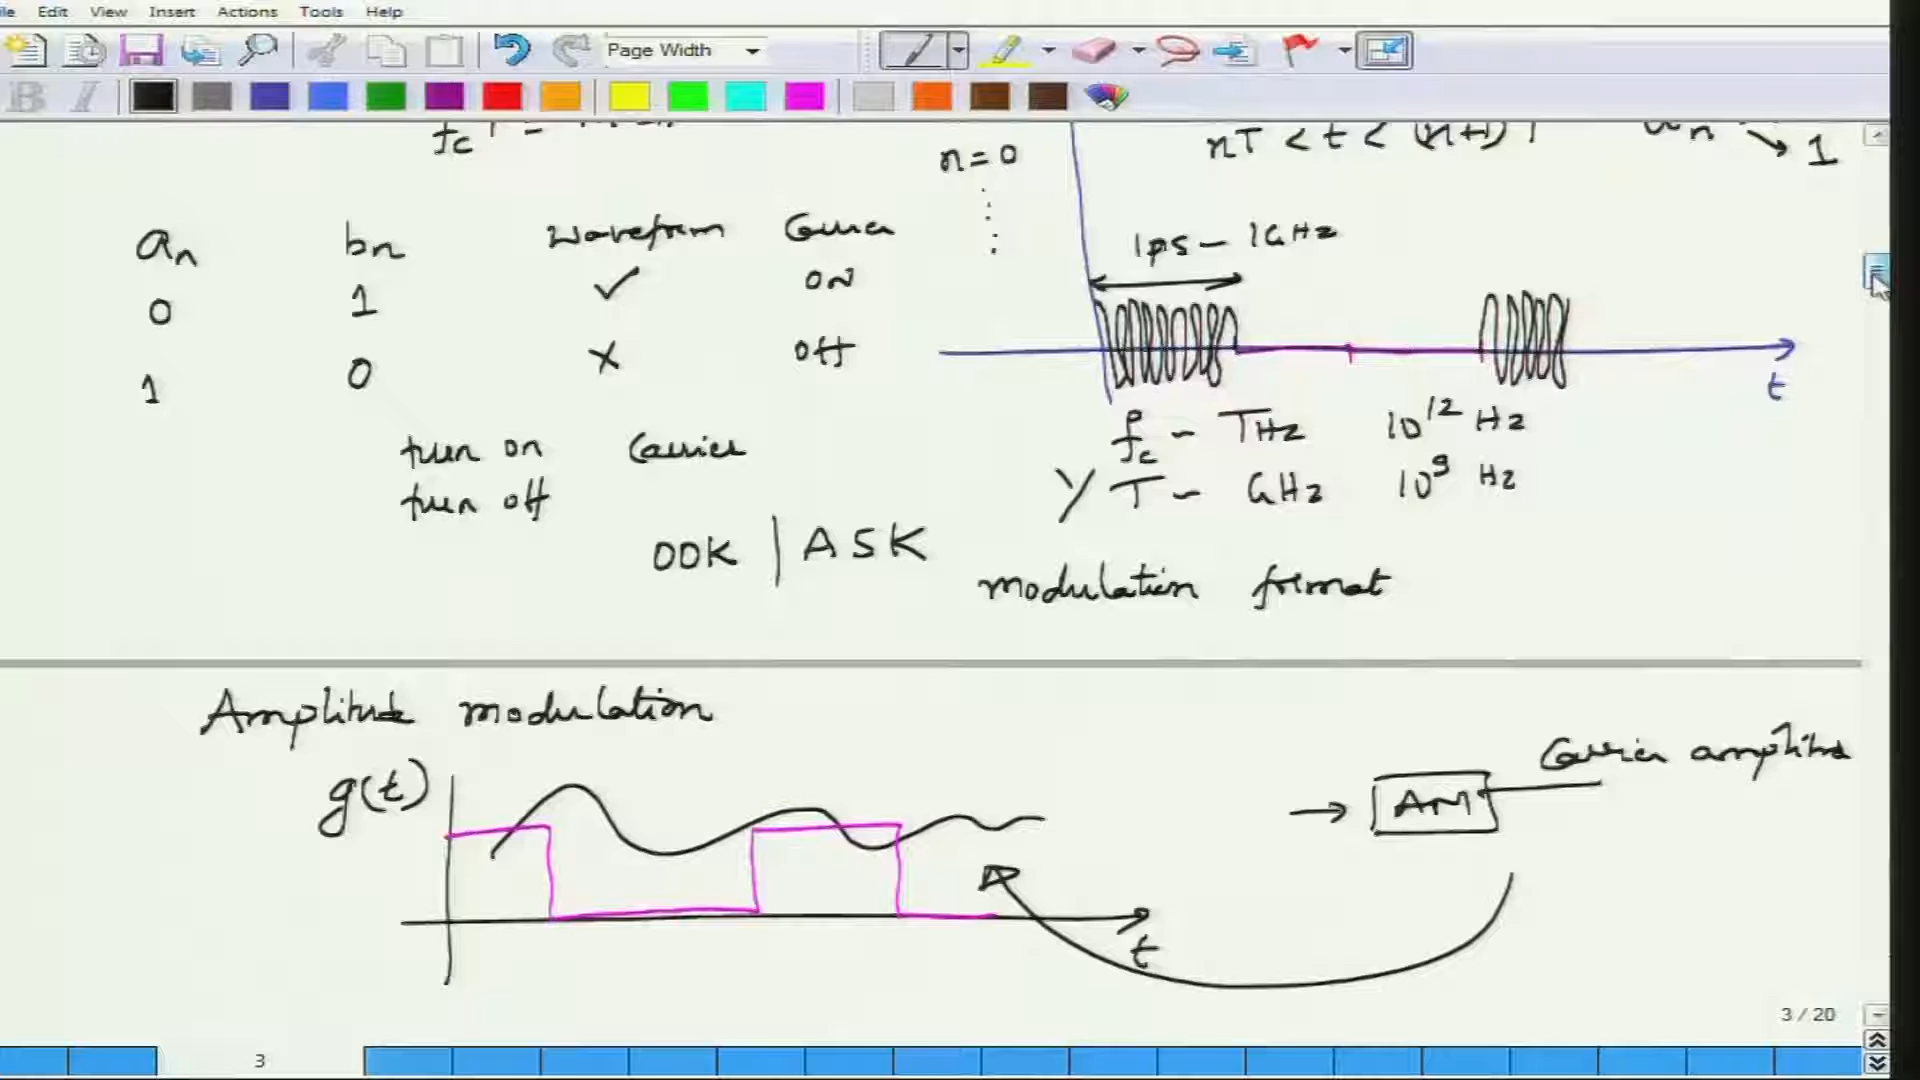 File Edit View Insert Actions Tools Help
Page Width
B I
n = 0
nT < t < (n+1)T
1
an bn Waveform Carrier
0 1 ✓ ON
1 0 X Off
1ps - 1GHz
t
turn on Carrier
turn off
fc - THz 10^12 Hz
1/T - GHz 10^9 Hz
OOK | ASK
modulation format
Amplitude modulation
g(t)
AM
Carrier amplitude
t
3 / 20
3